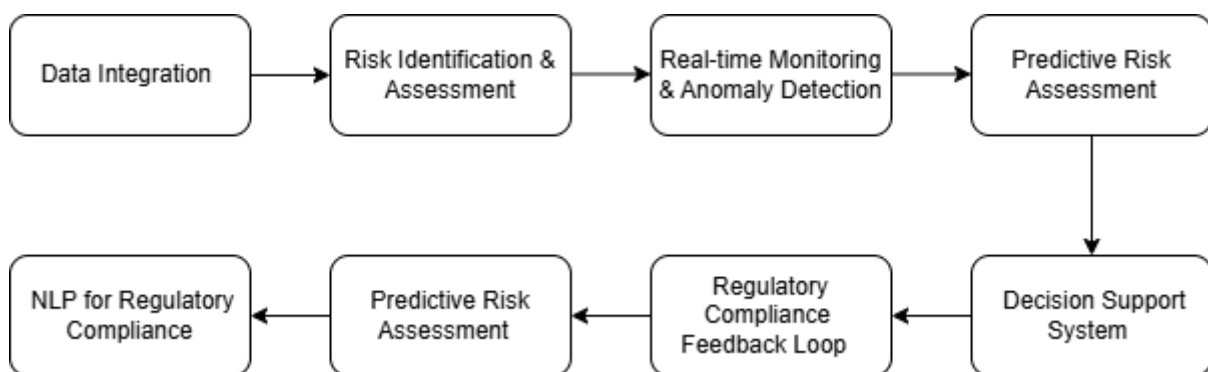 Data Integration
Risk Identification &
Assessment
Real-time Monitoring
& Anomaly Detection
Predictive Risk
Assessment
NLP for Regulatory
Compliance
Predictive Risk
Assessment
Regulatory
Compliance
Feedback Loop
Decision Support
System